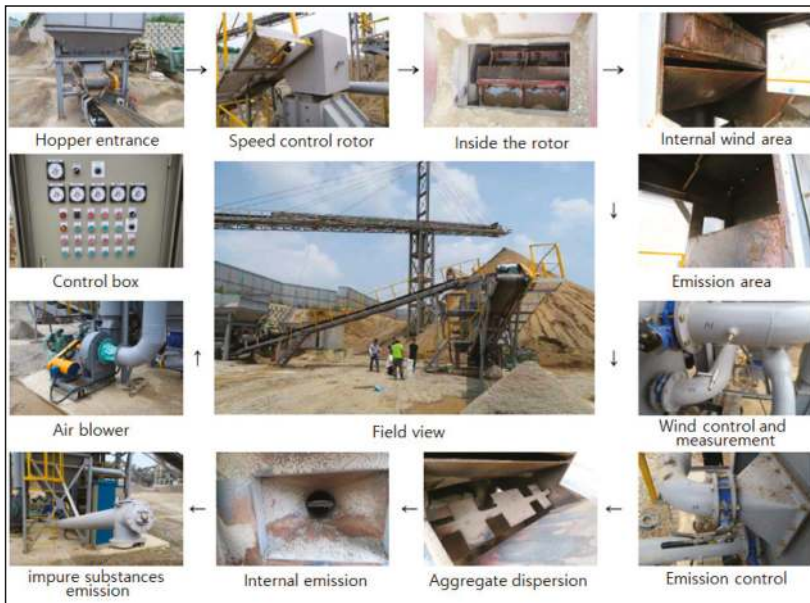 Hopper entrance
Speed control rotor
Inside the rotor
Internal wind area
Control box
Emission area
Air blower
Field view
Wind control and
measurement
impure substances
emission
Internal emission
Aggregate dispersion
Emission control